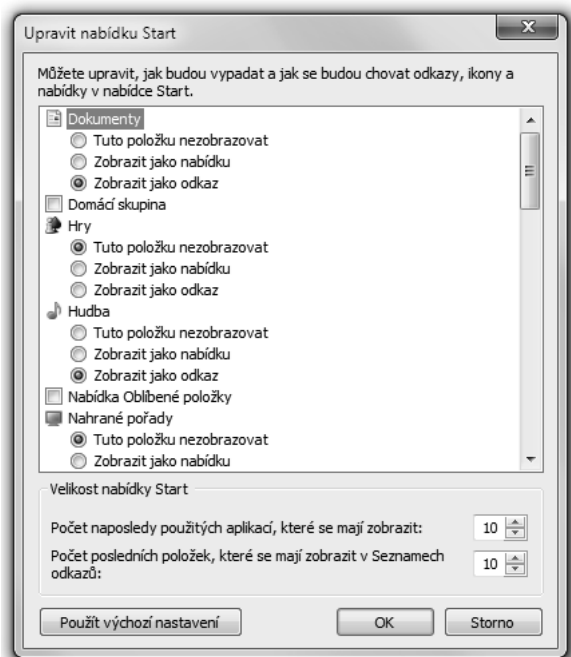 Upravit nabídku Start
Můžete upravit, jak budou vypadat a jak se budou chovat odkazy, ikony a
nabídky v nabídce Start.
Dokumenty
Tuto položku nezobrazovat
Zobrazit jako nabídku
Zobrazit jako odkaz
Domácí skupina
Hry
Tuto položku nezobrazovat
Zobrazit jako nabídku
Zobrazit jako odkaz
Hudba
Tuto položku nezobrazovat
Zobrazit jako nabídku
Zobrazit jako odkaz
Nabídka Oblíbené položky
Nahrané pořady
Tuto položku nezobrazovat
Zobrazit jako nabídku
Velikost nabídky Start
Počet naposledy použitých aplikací, které se mají zobrazit: 10
Počet posledních položek, které se mají zobrazit v Seznamech
odkazů: 10
Použít výchozí nastavení OK Storno